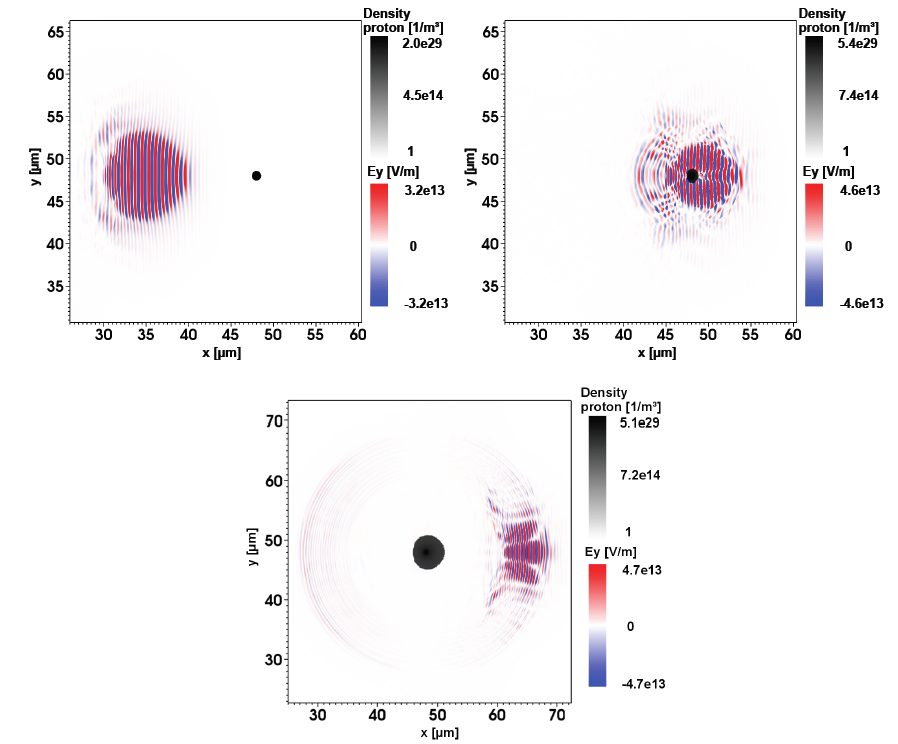 Density
proton [1/m³]
2.0e29
4.5e14
1
Ey [V/m]
3.2e13
0
-3.2e13
65
60
55
50
45
40
35
y [µm]
30 35 40 45 50 55 60
x [µm]
Density
proton [1/m³]
5.4e29
7.4e14
1
Ey [V/m]
4.6e13
0
-4.6e13
65
60
55
50
45
40
35
y [µm]
30 35 40 45 50 55 60
x [µm]
Density
proton [1/m³]
5.1e29
7.2e14
1
Ey [V/m]
4.7e13
0
-4.7e13
70
60
50
40
30
y [µm]
30 40 50 60 70
x [µm]